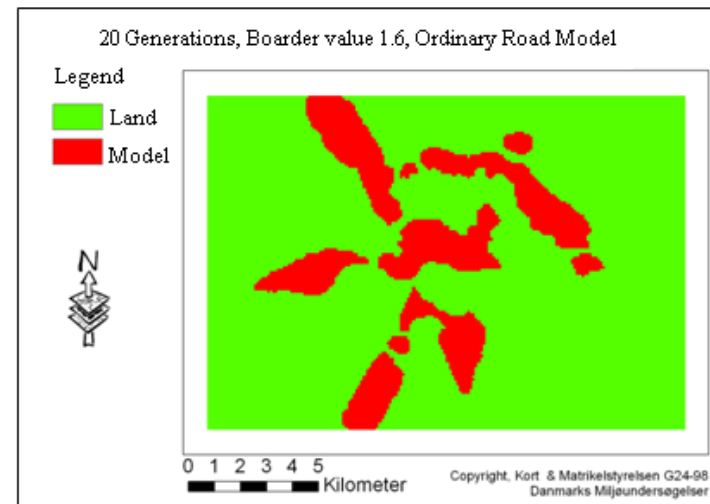 20 Generations, Boarder value 1.6, Ordinary Road Model
Legend
Land
Model
N
0 1 2 3 4 5
Kilometer
Copyright, Kort & Matrikelstyrelsen G24-98
Danmarks Miljøundersøgelser